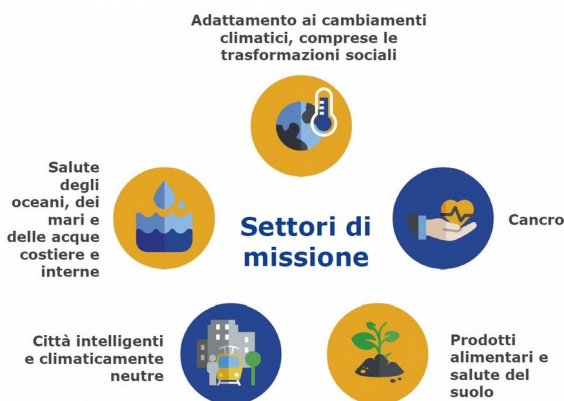 Adattamento ai cambiamenti
climatici, comprese le
trasformazioni sociali
Salute
degli
oceani, dei
mari e
delle acque
costiere e
interne
Settori di
missione
Cancro
Città intelligenti
e climaticamente
neutre
Prodotti
alimentari e
salute del
suolo